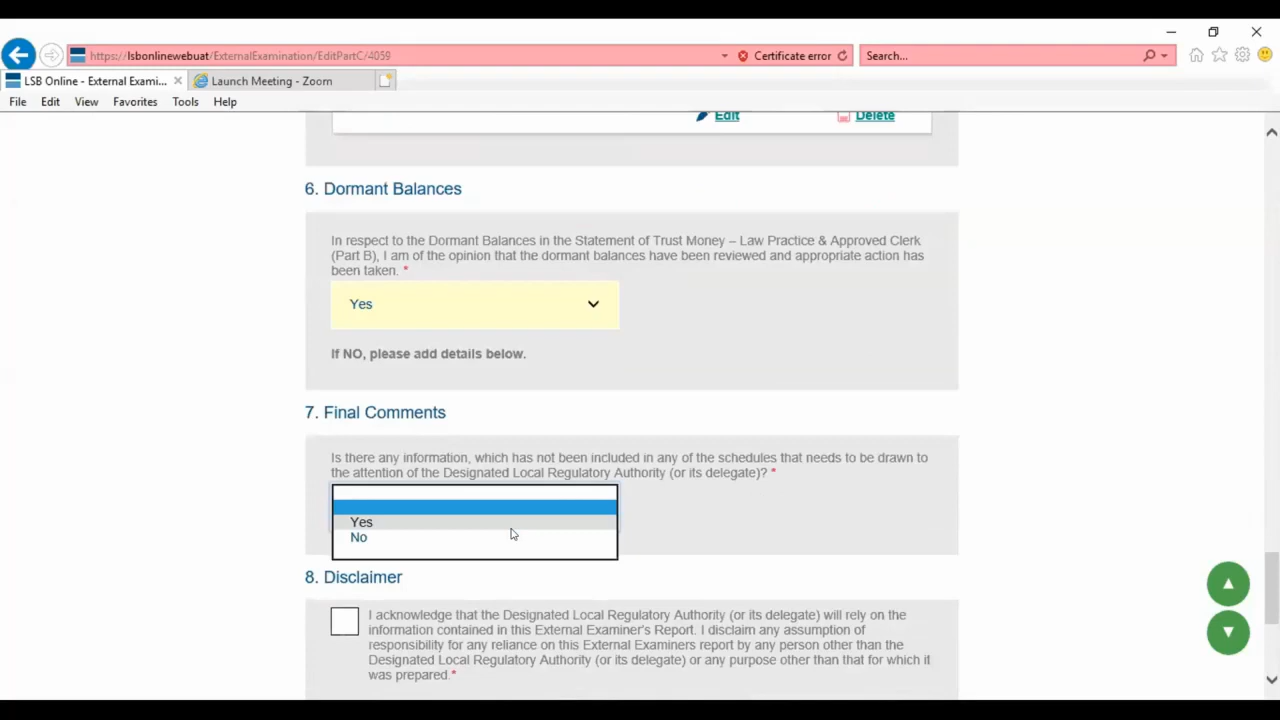 https://lsbonlinewebuat/ExternalExamination/EditPartC/4059
Certificate error
Search...
LSB Online - External Exami...
Launch Meeting - Zoom
File Edit View Favorites Tools Help
Edit
Delete
6. Dormant Balances
In respect to the Dormant Balances in the Statement of Trust Money – Law Practice & Approved Clerk
(Part B), I am of the opinion that the dormant balances have been reviewed and appropriate action has
been taken. *
Yes
If NO, please add details below.
7. Final Comments
Is there any information, which has not been included in any of the schedules that needs to be drawn to
the attention of the Designated Local Regulatory Authority (or its delegate)? *
Yes
No
8. Disclaimer
I acknowledge that the Designated Local Regulatory Authority (or its delegate) will rely on the
information contained in this External Examiner's Report. I disclaim any assumption of
responsibility for any reliance on this External Examiners report by any person other than the
Designated Local Regulatory Authority (or its delegate) or any purpose other than that for which it
was prepared.*